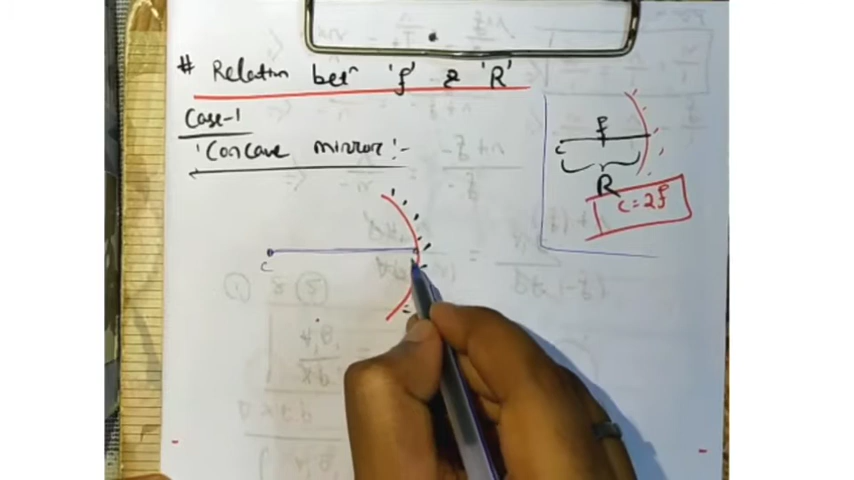 # Relation betn 'f' & 'R'
Case-1
'Concave mirror':-
f
C
R
C=2f
C